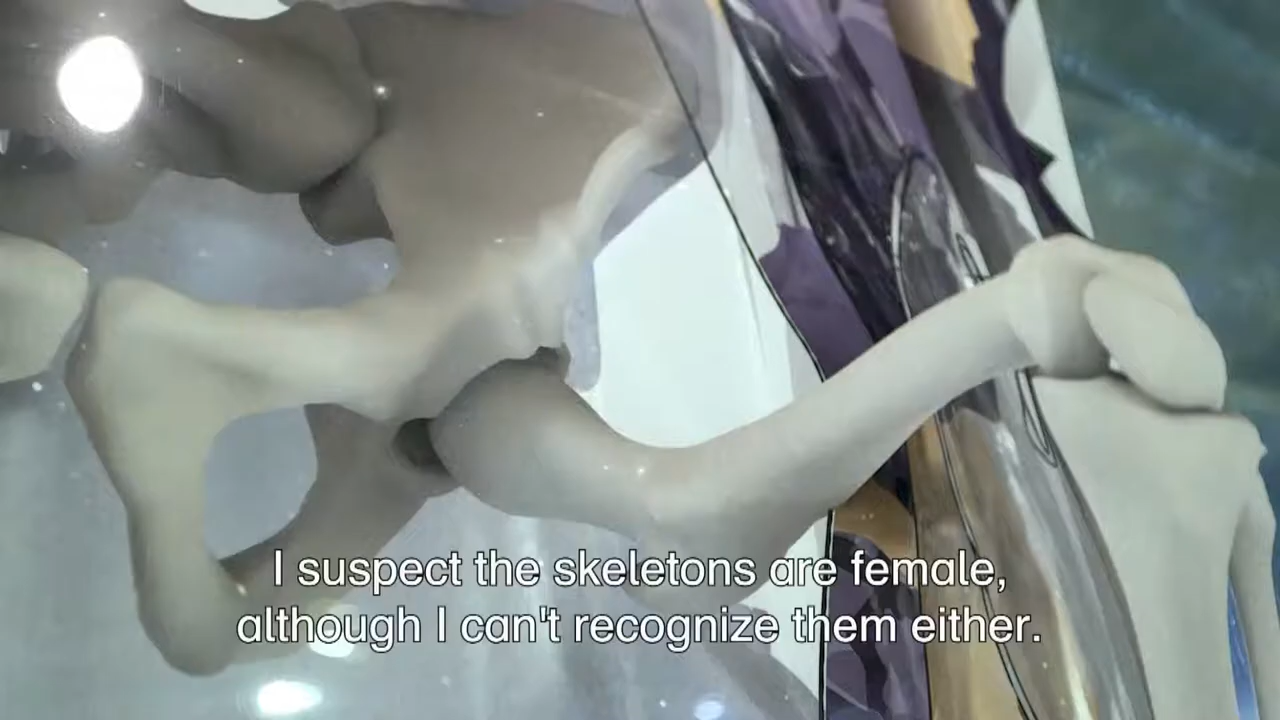 I suspect the skeletons are female,
although I can't recognize them either.